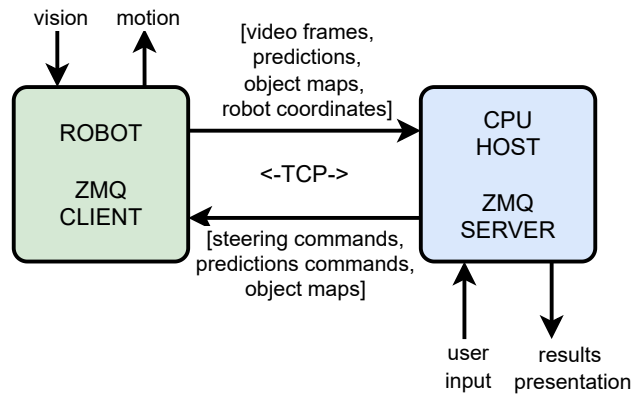 vision
motion
[video frames,
predictions,
object maps,
robot coordinates]
ROBOT
ZMQ
CLIENT
<-TCP->
CPU
HOST
ZMQ
SERVER
[steering commands,
predictions commands,
object maps]
user
input
results
presentation